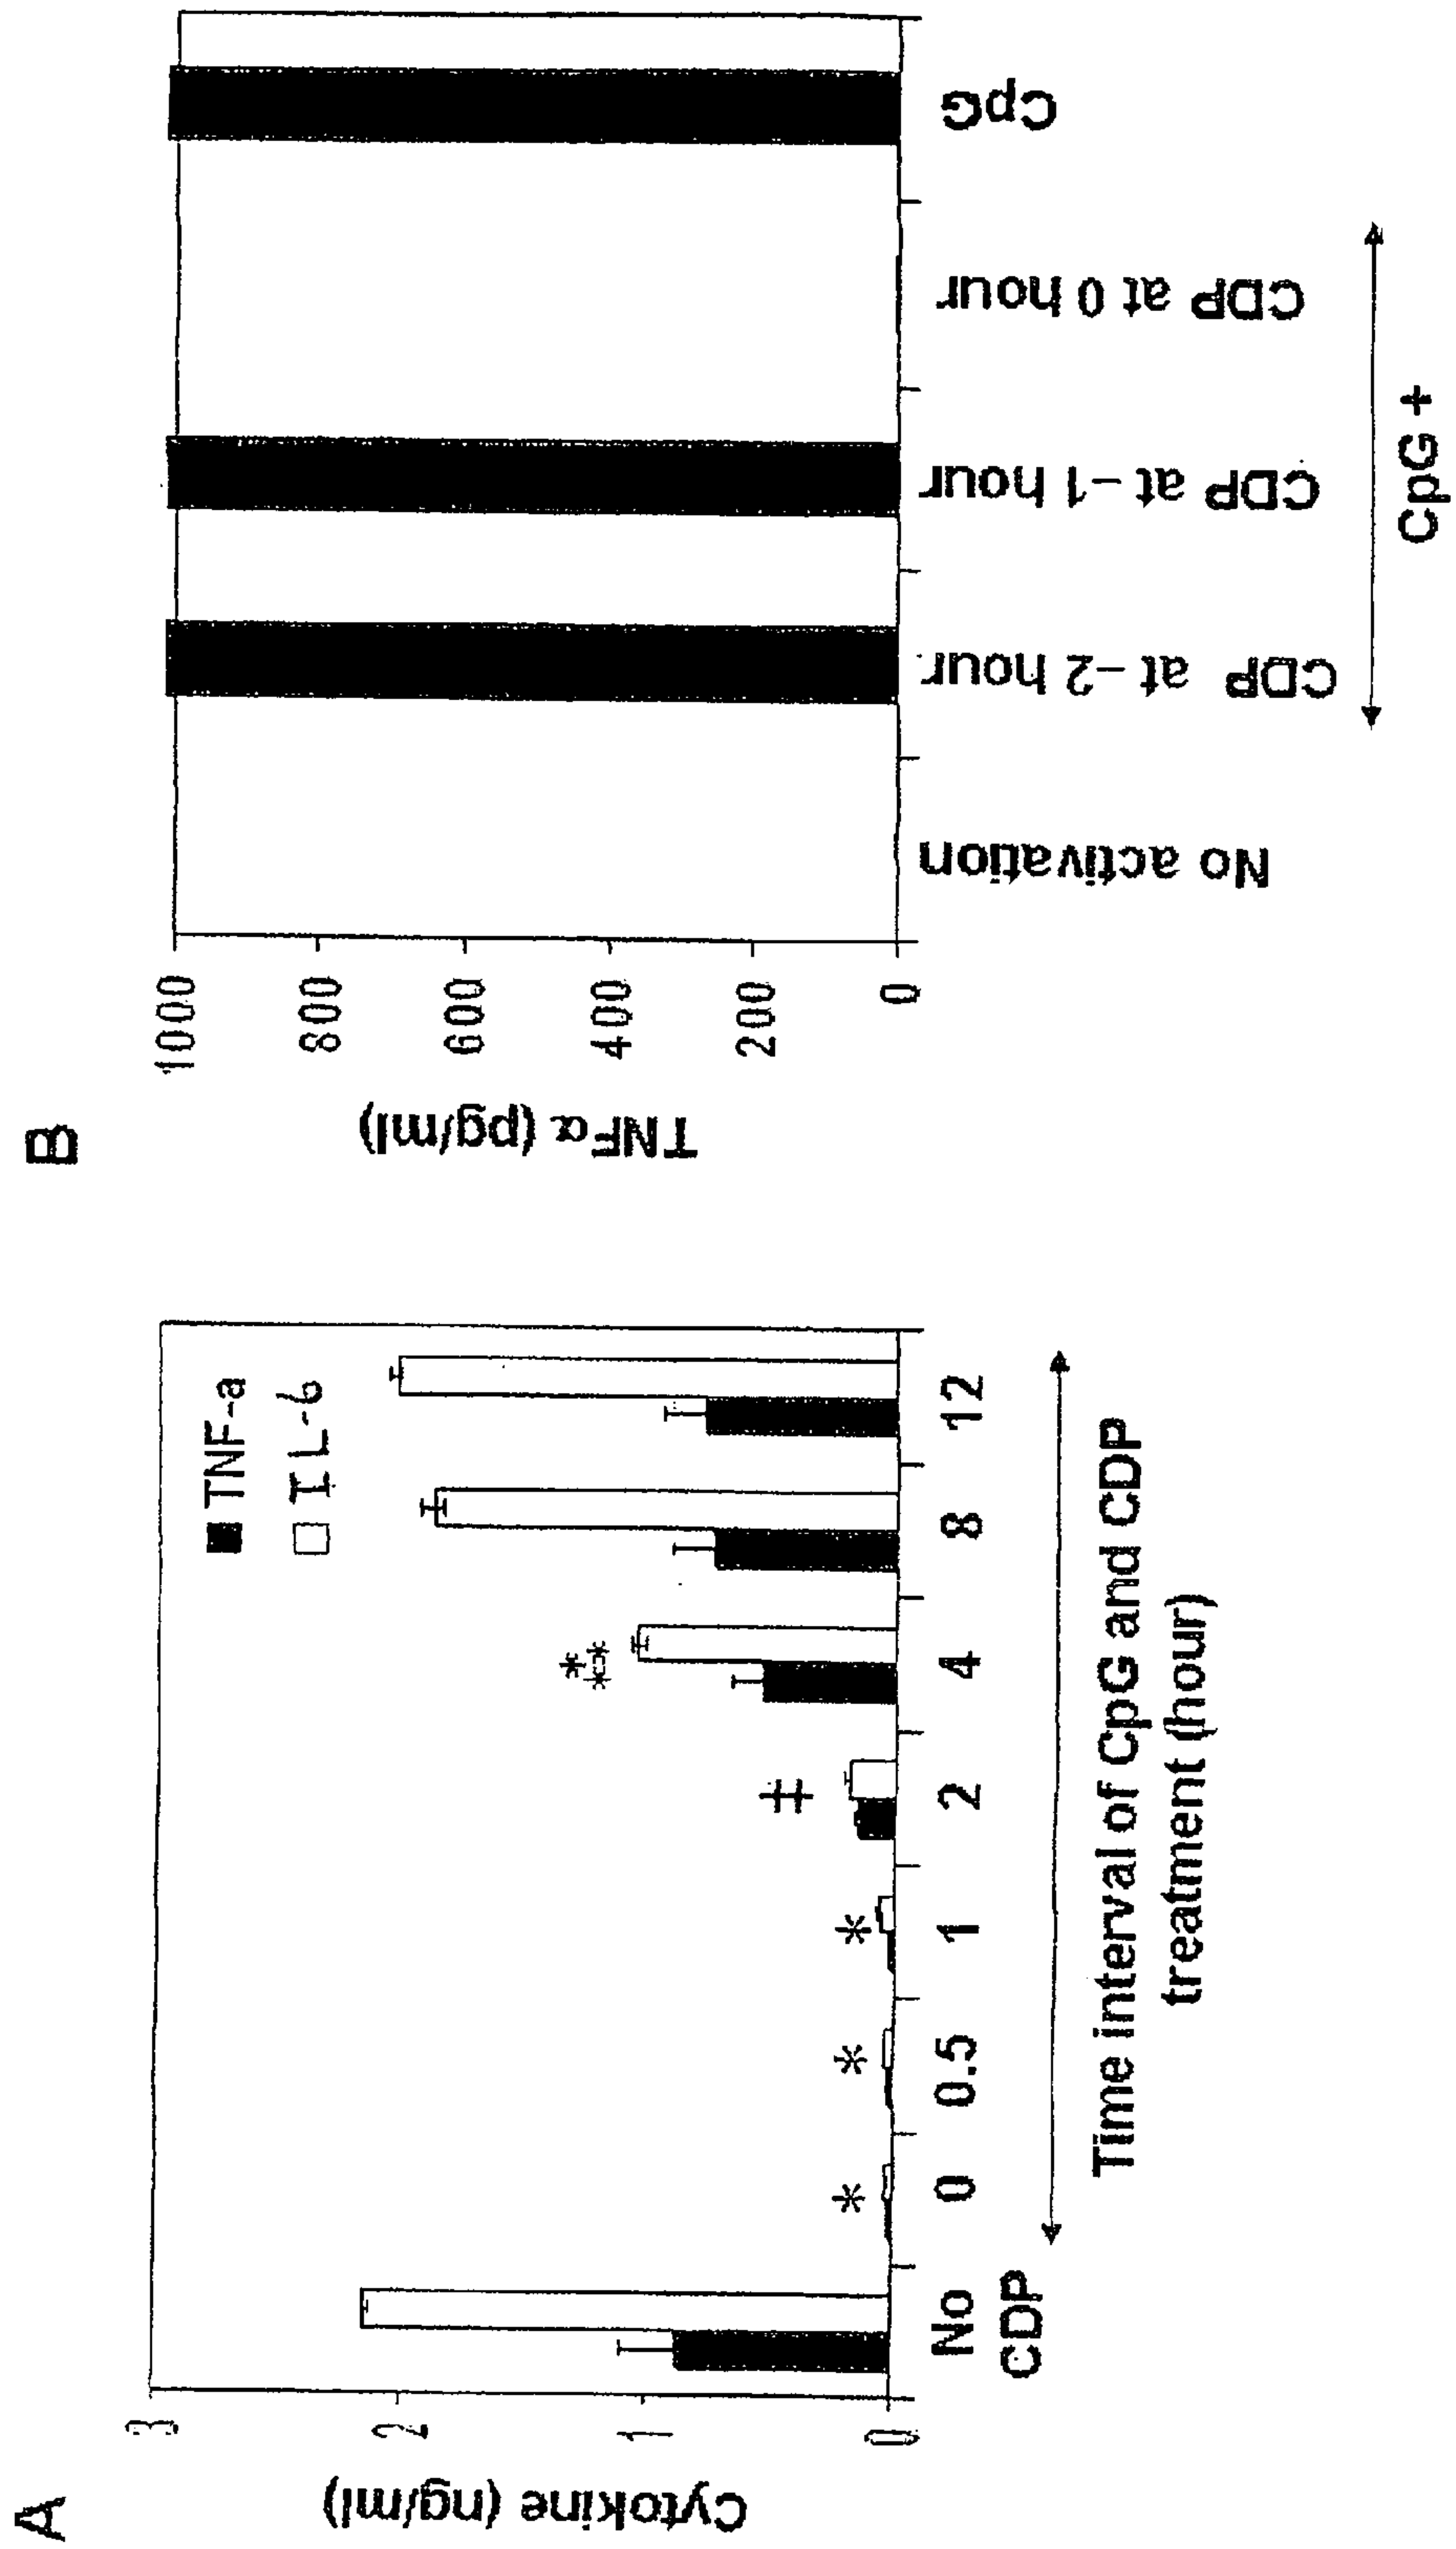 A
Cytokine (ng/ml)
3
2
1
0
TNF-a
IL-6
*
*
*
‡
**
*
No
CDP
0
0.5
1
2
4
8
12
Time interval of CpG and CDP
treatment (hour)
B
TNFα (pg/ml)
1000
800
600
400
200
0
No activation
CDP at -2 hour
CDP at -1 hour
CDP at 0 hour
CpG
CpG +